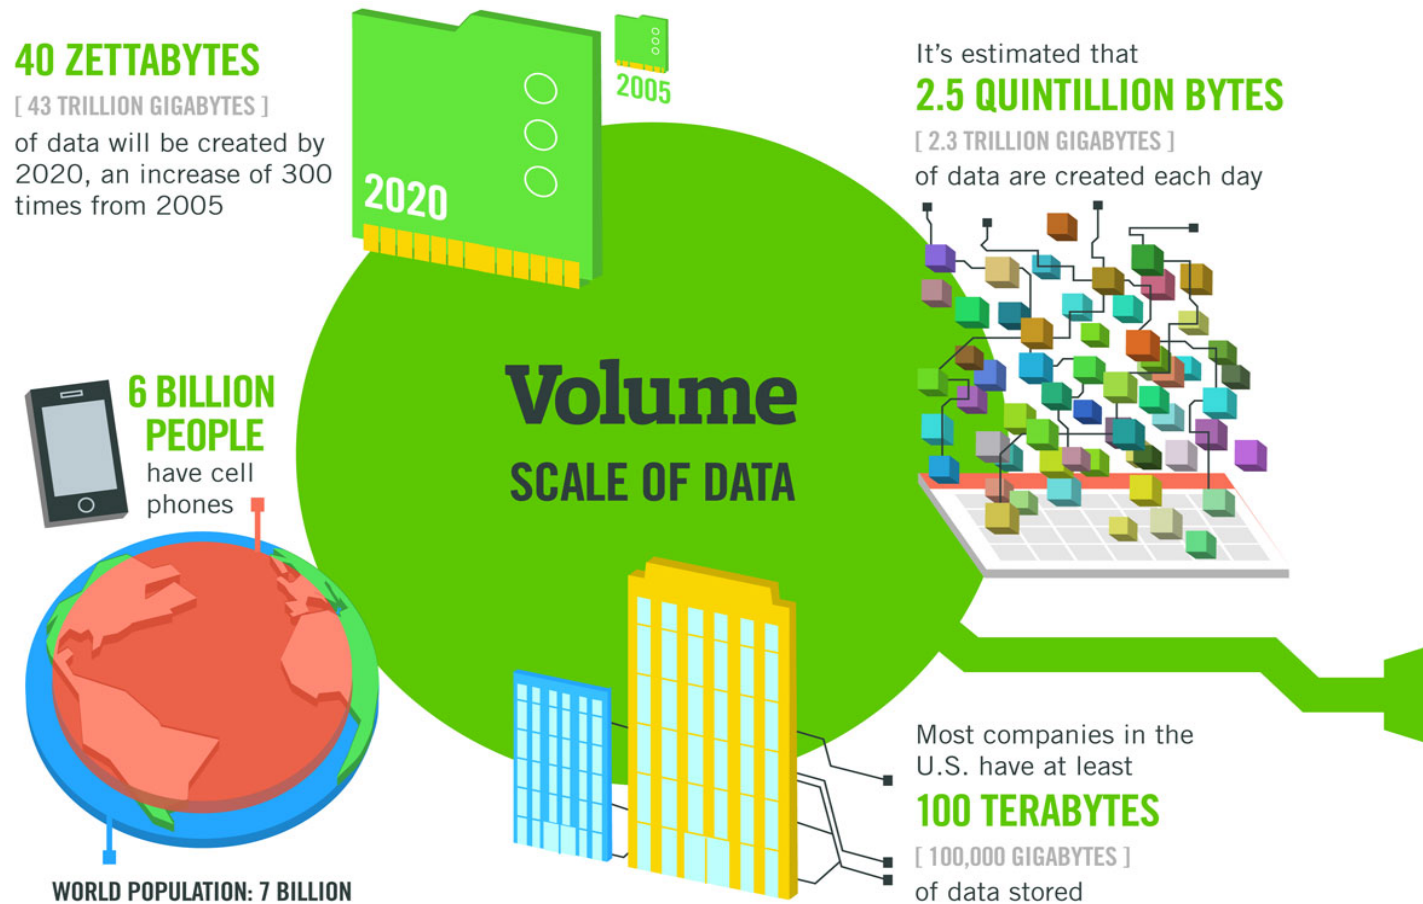 40 ZETTABYTES
[ 43 TRILLION GIGABYTES ]
of data will be created by
2020, an increase of 300
times from 2005
2020
2005
It's estimated that
2.5 QUINTILLION BYTES
[ 2.3 TRILLION GIGABYTES ]
of data are created each day
6 BILLION
PEOPLE
have cell
phones
WORLD POPULATION: 7 BILLION
Volume
SCALE OF DATA
Most companies in the
U.S. have at least
100 TERABYTES
[ 100,000 GIGABYTES ]
of data stored